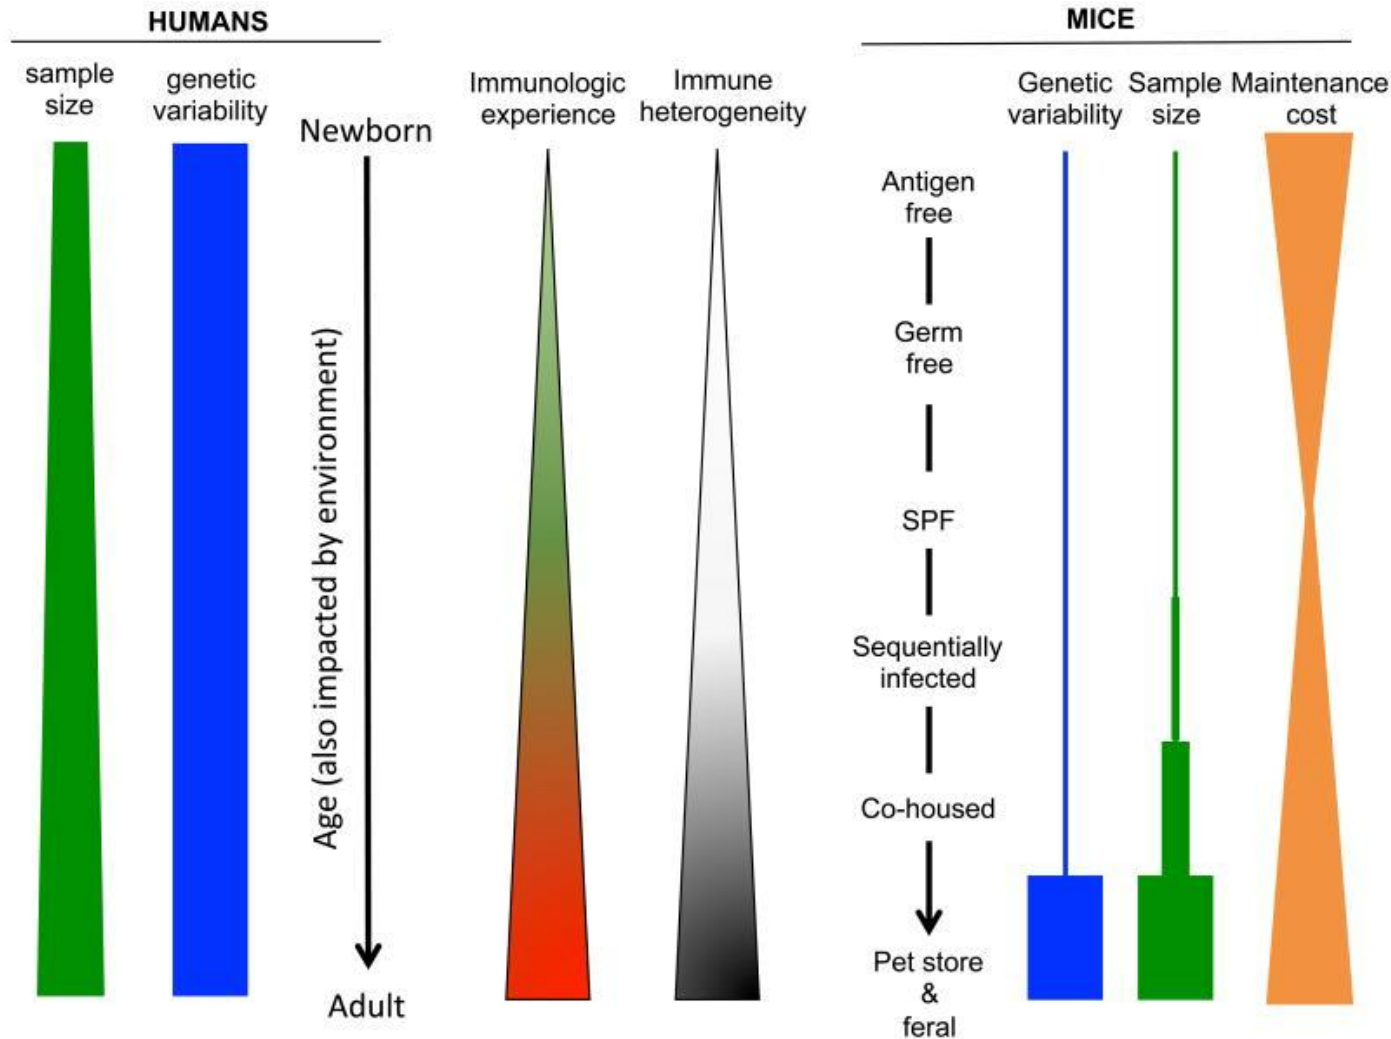 HUMANS
sample
size
genetic
variability
Newborn
Age (also impacted by environment)
Adult
Immunologic
experience
Immune
heterogeneity
MICE
Genetic
variability
Sample
size
Maintenance
cost
Antigen
free
Germ
free
SPF
Sequentially
infected
Co-housed
Pet store
&
feral